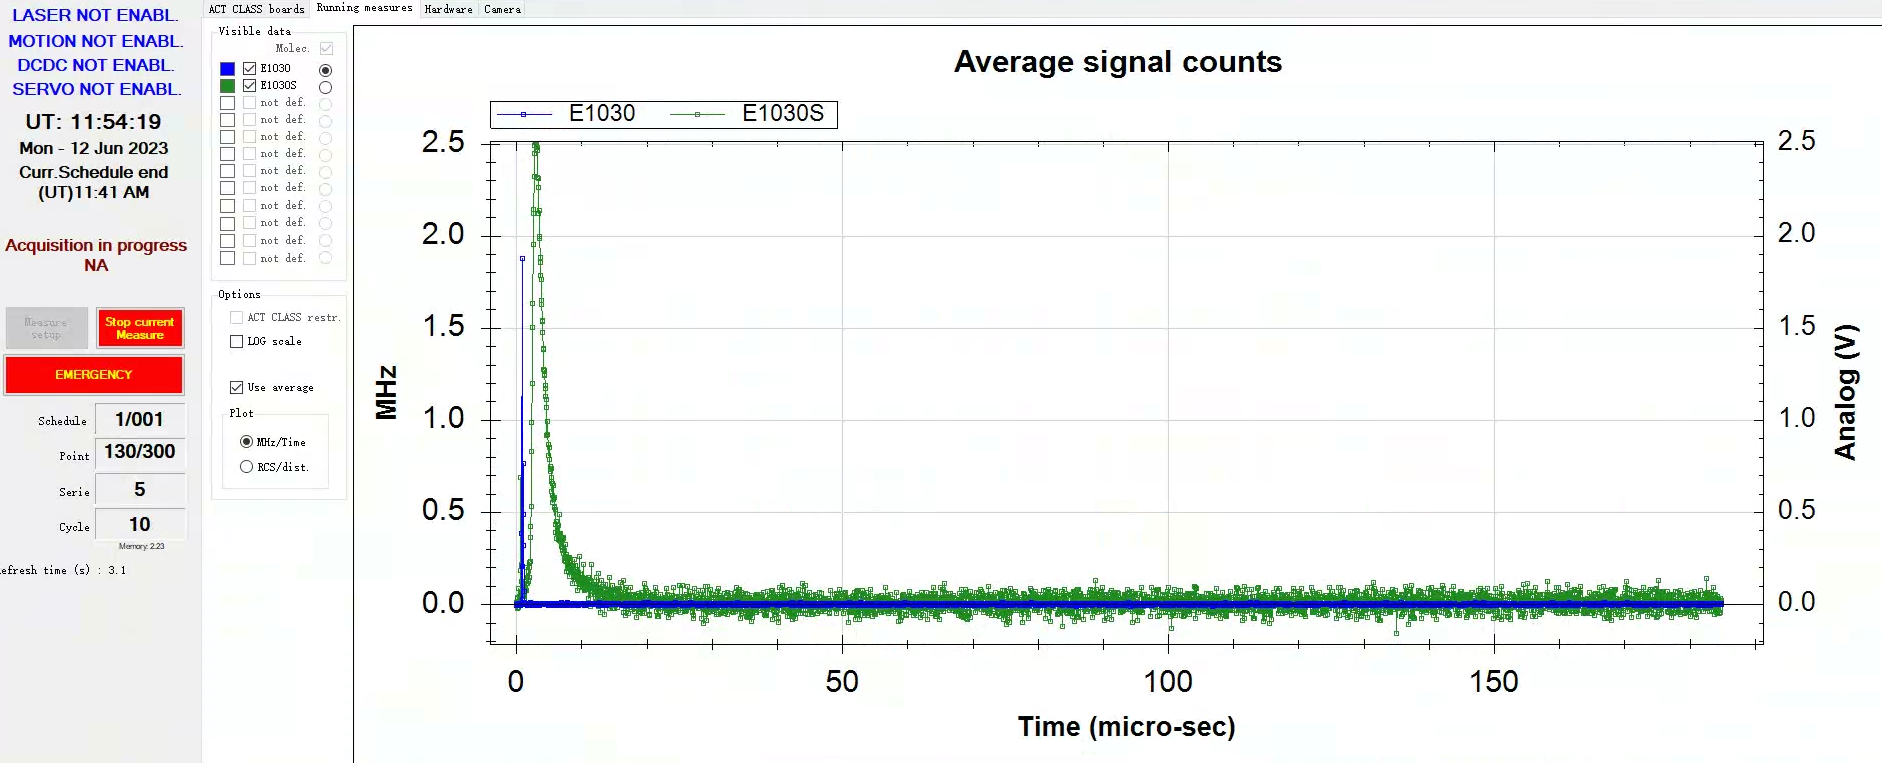 LASER NOT ENABL.
MOTION NOT ENABL.
DCDC NOT ENABL.
SERVO NOT ENABL.
UT: 11:54:19
Mon - 12 Jun 2023
Curr.Schedule end
(UT)11:41 AM
Acquisition in progress
NA
Measure
setup
Stop current
Measure
EMERGENCY
Schedule 1/001
Point 130/300
Serie 5
Cycle 10
Memory: 2.23
efresh time (s) : 3.1
ACT CLASS boards Running measures Hardware Camera
Visible data
Molec.
E1030
E1030S
not def.
not def.
not def.
not def.
not def.
not def.
not def.
not def.
not def.
not def.
Options
ACT CLASS restr.
LOG scale
Use average
Plot
MHz/Time
RCS/dist.
Average signal counts
E1030 E1030S
2.5
2.0
1.5
1.0
0.5
0.0
MHz
2.5
2.0
1.5
1.0
0.5
0.0
Analog (V)
0 50 100 150
Time (micro-sec)